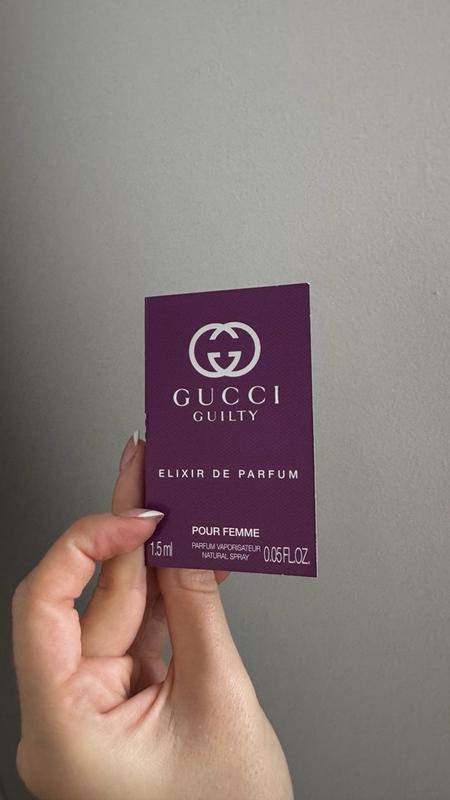 GUCCI
GUILTY
ELIXIR DE PARFUM
POUR FEMME
1.5 ml PARFUM VAPORISATEUR 0.05 FL.OZ.
NATURAL SPRAY